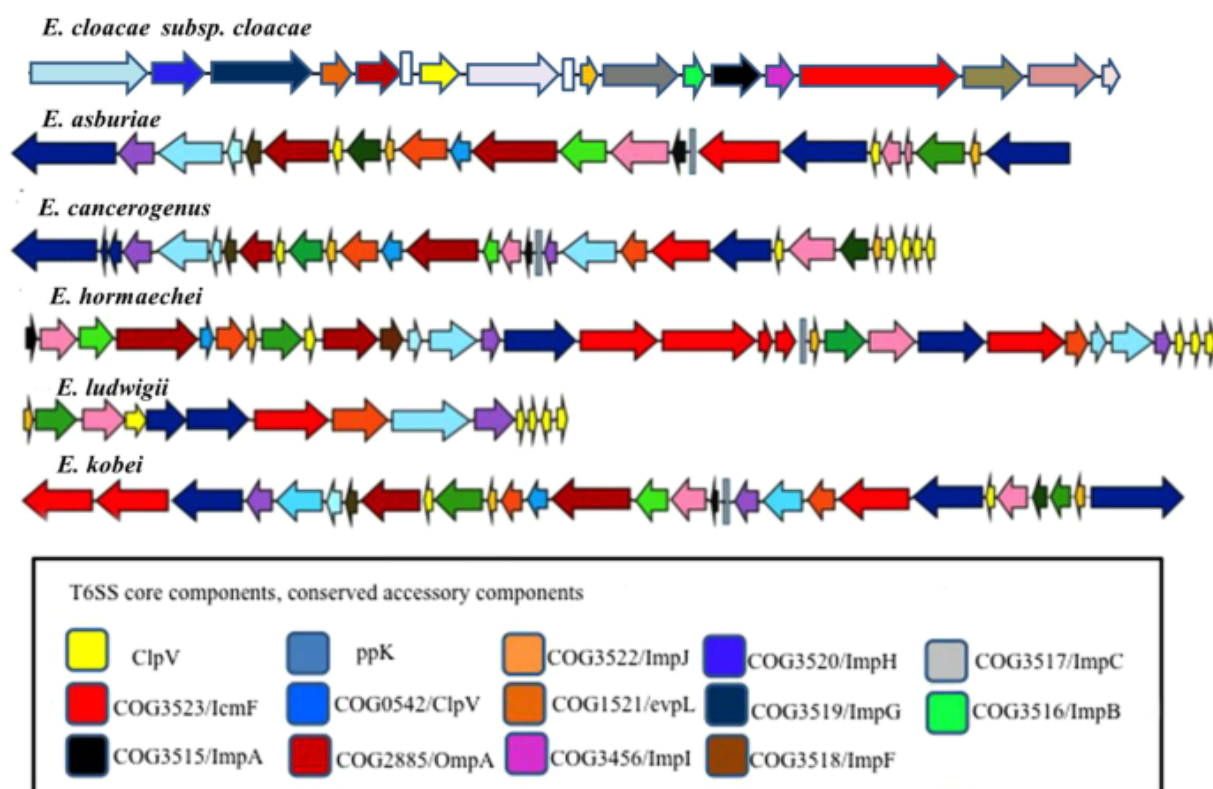 E. cloacae subsp. cloacae
E. asburiae
E. cancerogenus
E. hormaechei
E. ludwigii
E. kobei
T6SS core components, conserved accessory components
ClpV
ppK
COG3522/ImpJ
COG3520/ImpH
COG3517/ImpC
COG3523/IcmF
COG0542/ClpV
COG1521/evpL
COG3519/ImpG
COG3516/ImpB
COG3515/ImpA
COG2885/OmpA
COG3456/ImpI
COG3518/ImpF